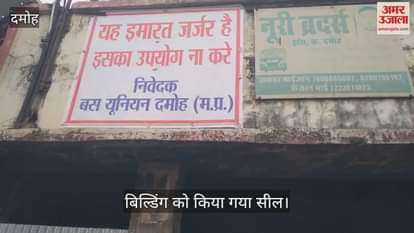 दमोह
अमर उजाला
amarujala.com
यह इमारत जर्जर है
इसका उपयोग ना करे
निवेदक
बस यूनियन दमोह (म.प्र.)
नूरी ब्रदर्स
बिल्डिंग को किया गया सील।